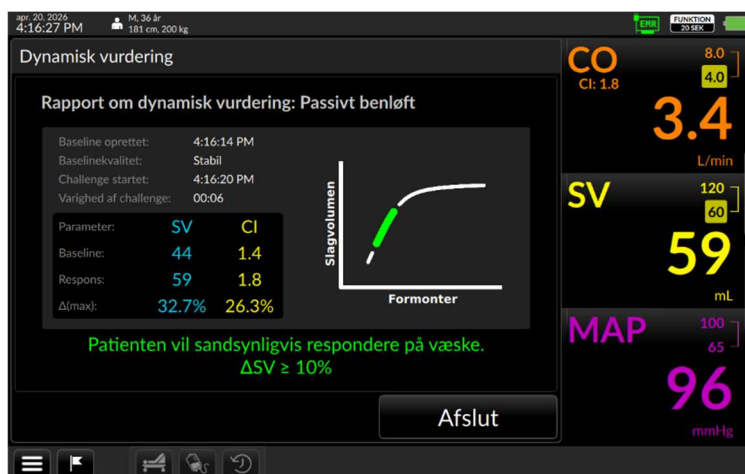 apr. 20, 2026
4:16:27 PM
M, 36 år
181 cm, 200 kg
EMR
FUNKTION
20 SEK
Dynamisk vurdering
Rapport om dynamisk vurdering: Passivt benløft
Baseline oprettet: 4:16:14 PM
Baselinekvalitet: Stabil
Challenge startet: 4:16:20 PM
Varighed af challenge: 00:06
Parameter: SV CI
Baseline: 44 1.4
Respons: 59 1.8
Δ(max): 32.7% 26.3%
Slagvolumen
Formonter
Patienten vil sandsynligvis respondere på væske.
ΔSV ≥ 10%
Afslut
CO
CI: 1.8
8.0
4.0
3.4
L/min
SV
120
60
59
mL
MAP
100
65
96
mmHg